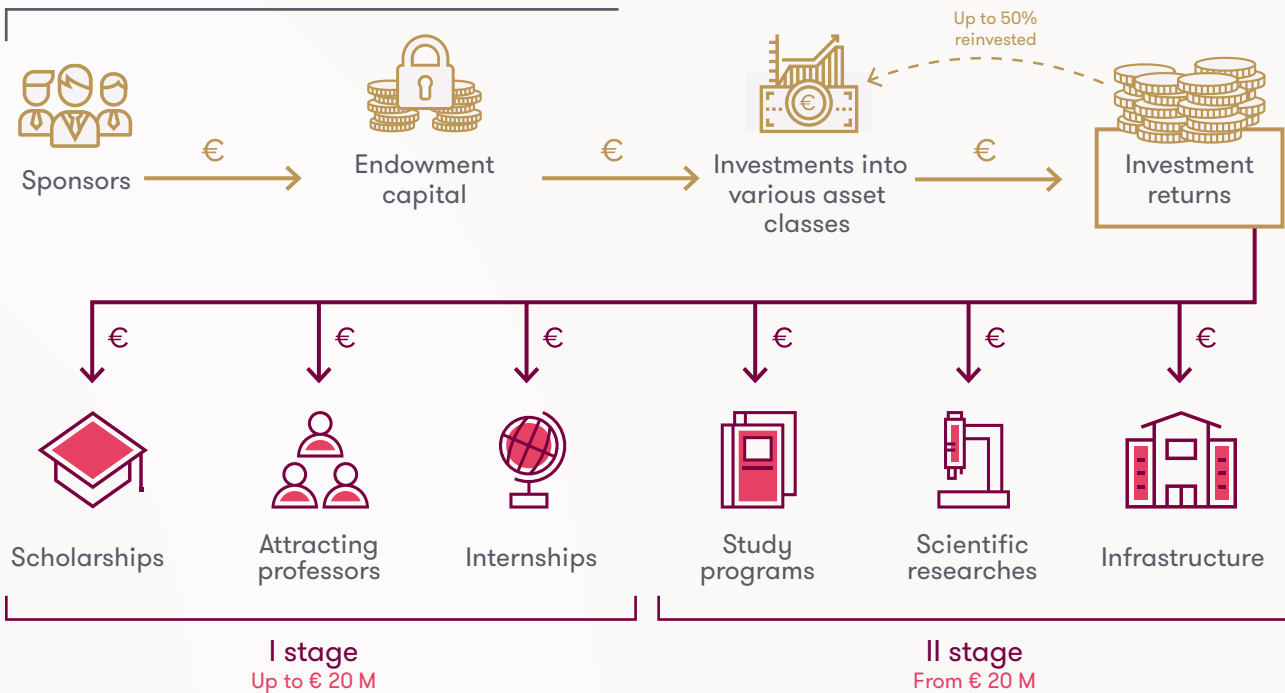 Up to 50%
reinvested
€
€
€
€
Sponsors
Endowment
capital
Investments into
various asset
classes
Investment
returns
€
€
€
€
€
€
Scholarships
Attracting
professors
Internships
Study
programs
Scientific
researches
Infrastructure
I stage
Up to € 20 M
II stage
From € 20 M